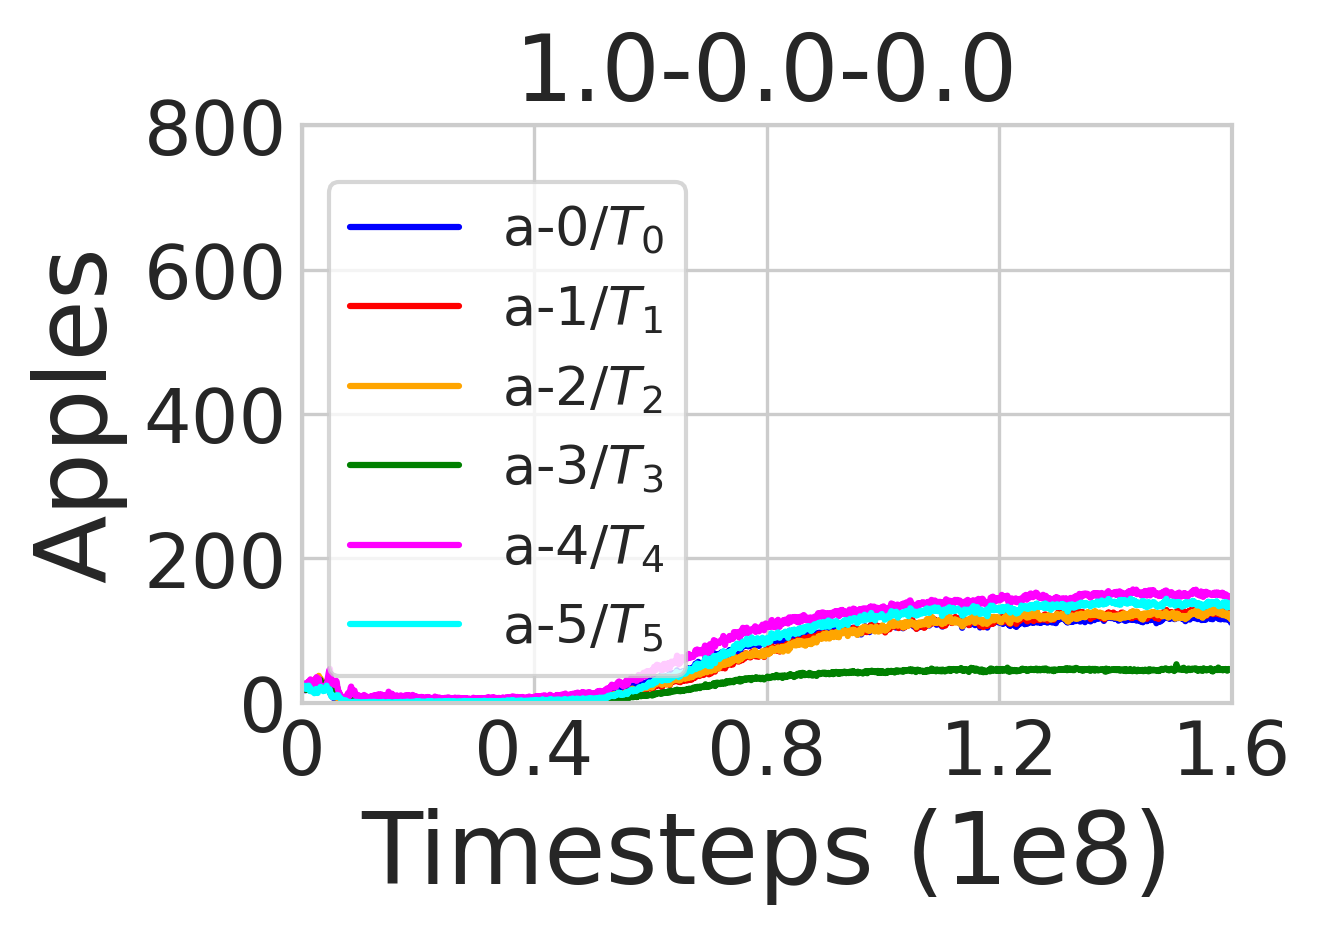 1.0-0.0-0.0
800
600
400
200
0
Apples
a-0/T0
a-1/T1
a-2/T2
a-3/T3
a-4/T4
a-5/T5
0 0.4 0.8 1.2 1.6
Timesteps (1e8)